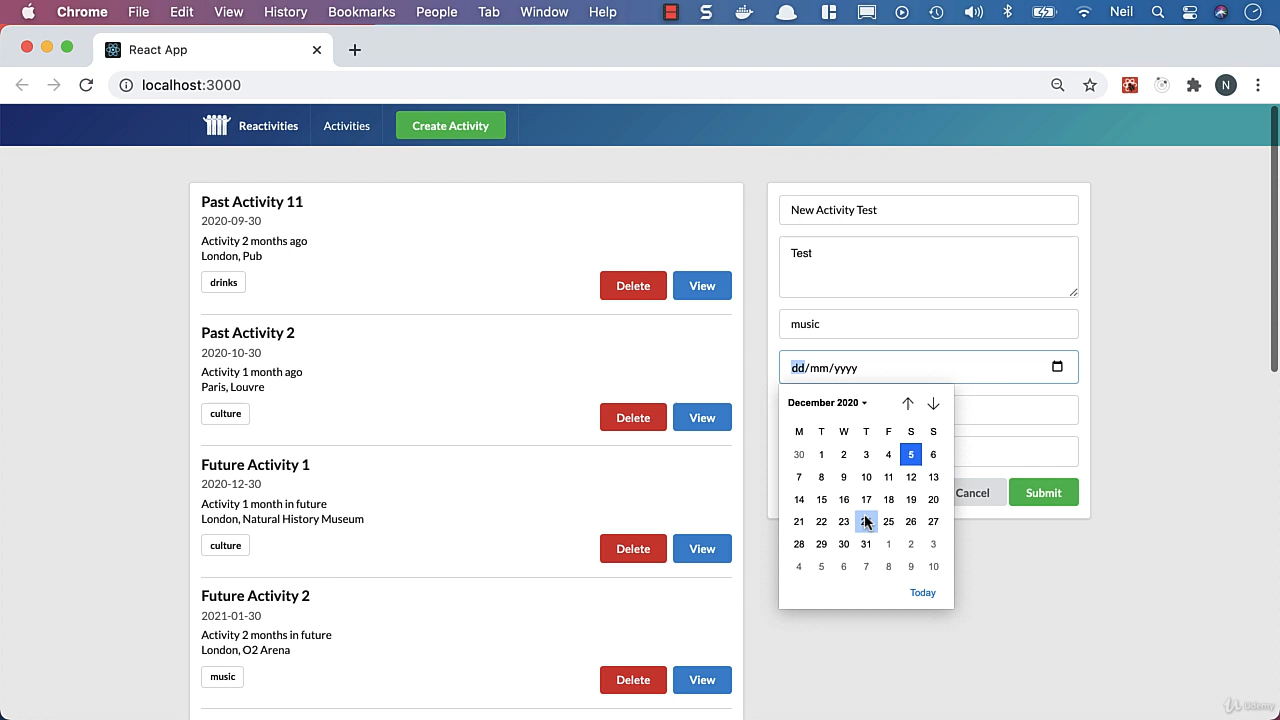 Chrome File Edit View History Bookmarks People Tab Window Help Neil
React App
localhost:3000
N
Reactivities Activities Create Activity
Past Activity 11
2020-09-30
Activity 2 months ago
London, Pub
drinks
Delete View
Past Activity 2
2020-10-30
Activity 1 month ago
Paris, Louvre
culture
Delete View
Future Activity 1
2020-12-30
Activity 1 month in future
London, Natural History Museum
culture
Delete View
Future Activity 2
2021-01-30
Activity 2 months in future
London, O2 Arena
music
Delete View
New Activity Test
Test
music
dd/mm/yyyy
December 2020
M T W T F S S
30 1 2 3 4 5 6
7 8 9 10 11 12 13
14 15 16 17 18 19 20
21 22 23 25 26 27
28 29 30 31 1 2 3
4 5 6 7 8 9 10
Today
Cancel Submit
Udemy